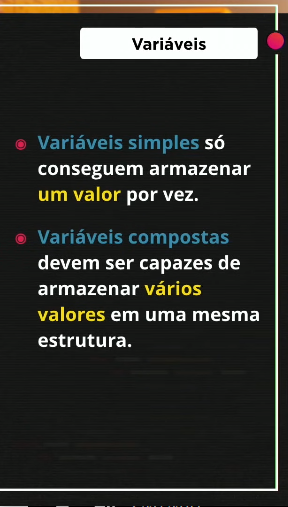 Variáveis
Variáveis simples só
conseguem armazenar
um valor por vez.
Variáveis compostas
devem ser capazes de
armazenar vários
valores em uma mesma
estrutura.